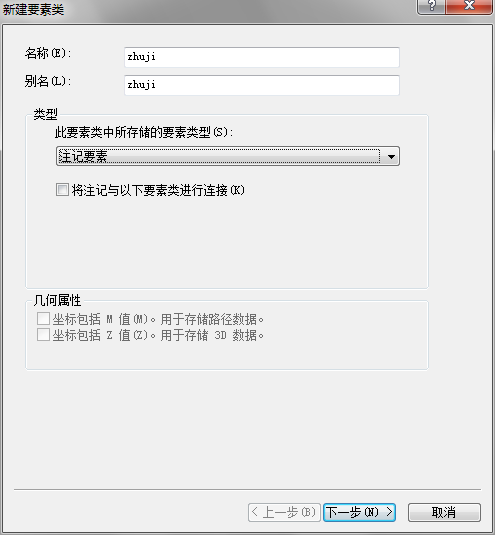 新建要素类
?
名称(E):
zhuji
别名(L):
zhuji
类型
此要素类中所存储的要素类型(S):
注记要素
将注记与以下要素类进行连接(K)
几何属性
坐标包括 M 值(M)。用于存储路径数据。
坐标包括 Z 值(Z)。用于存储 3D 数据。
< 上一步(B)
下一步(N) >
取消